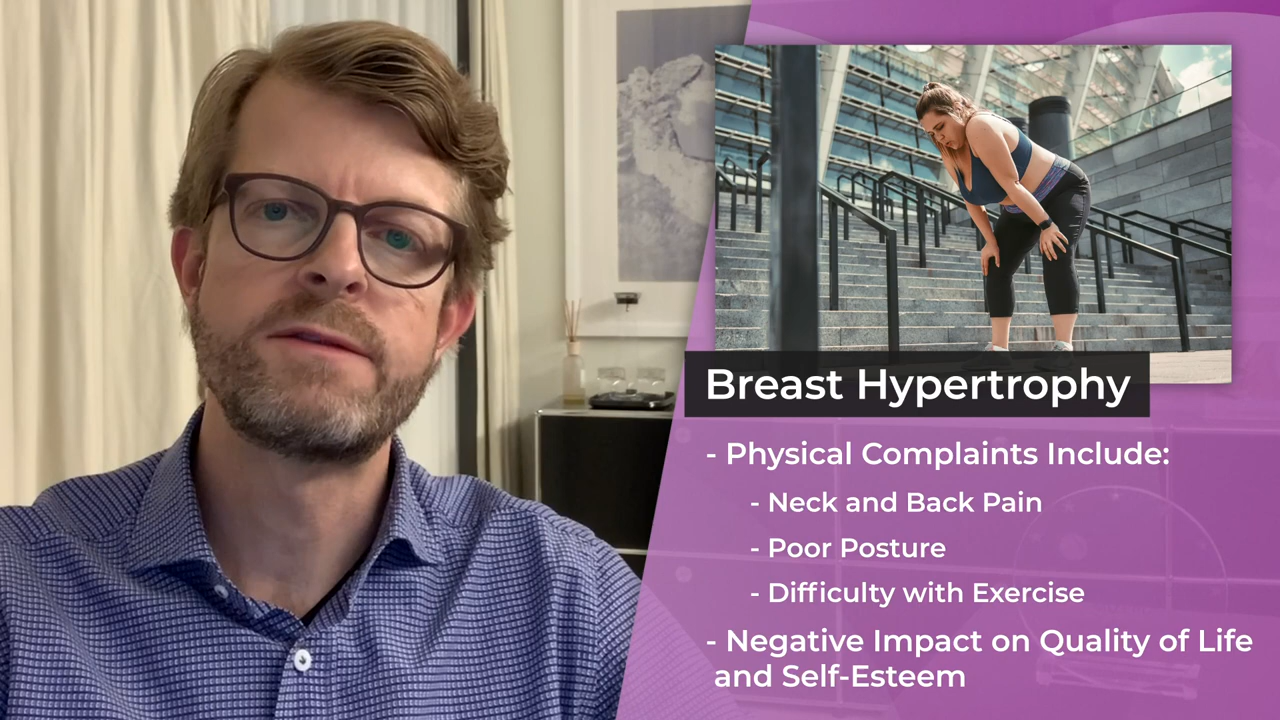 Breast Hypertrophy
- Physical Complaints Include:
- Neck and Back Pain
- Poor Posture
- Difficulty with Exercise
- Negative Impact on Quality of Life
and Self-Esteem